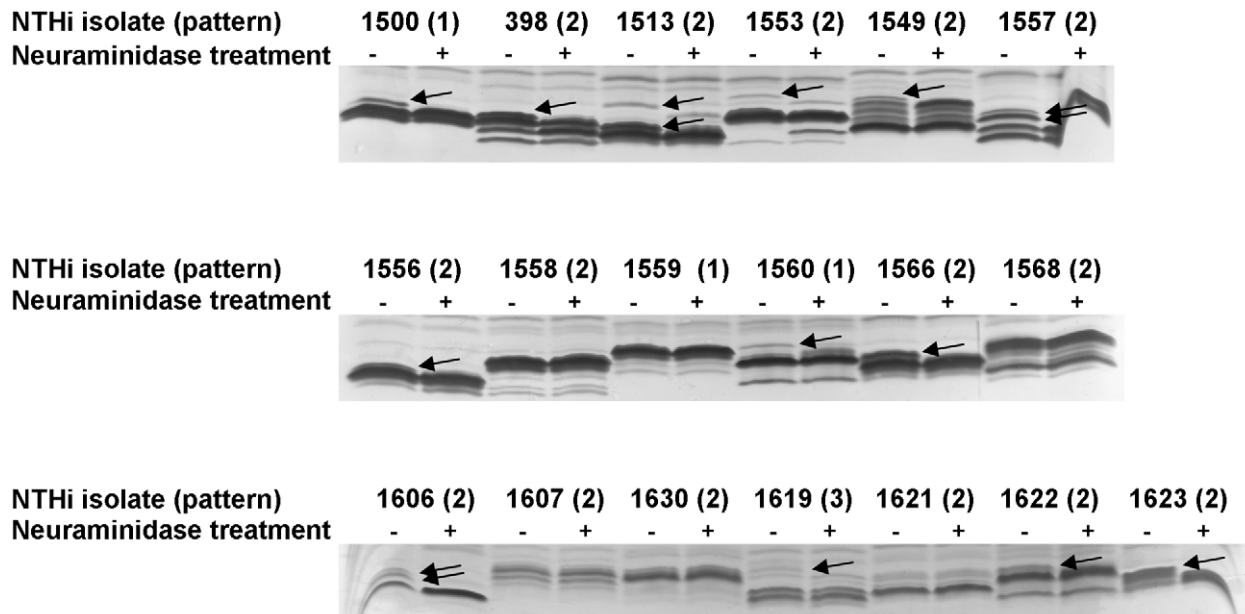 NTHi isolate (pattern) 1500 (1) 398 (2) 1513 (2) 1553 (2) 1549 (2) 1557 (2)
Neuraminidase treatment - + - + - + - + - + - +
NTHi isolate (pattern) 1556 (2) 1558 (2) 1559 (1) 1560 (1) 1566 (2) 1568 (2)
Neuraminidase treatment - + - + - + - + - + - +
NTHi isolate (pattern) 1606 (2) 1607 (2) 1630 (2) 1619 (3) 1621 (2) 1622 (2) 1623 (2)
Neuraminidase treatment - + - + - + - + - + - + - +